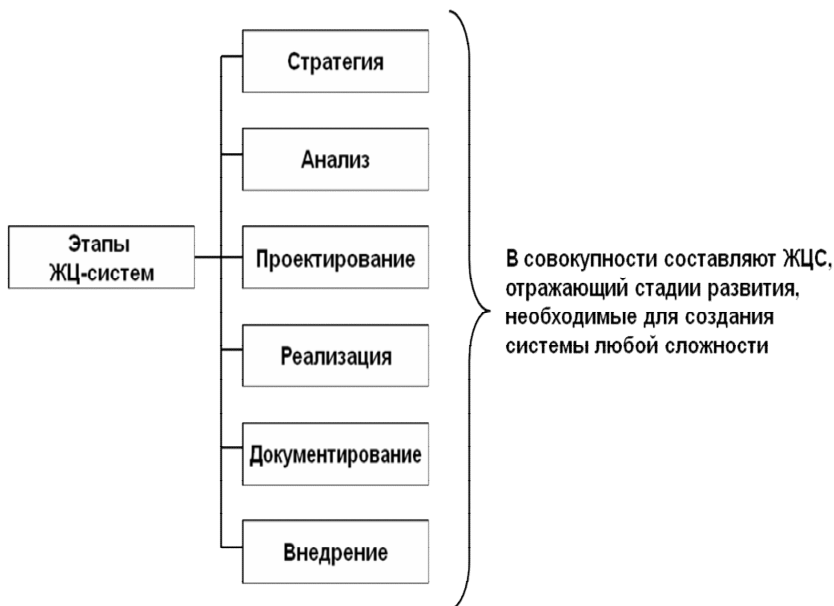 Стратегия
Анализ
Этапы
ЖЦ-систем
Проектирование
Реализация
Документирование
Внедрение
В совокупности составляют ЖЦС,
отражающий стадии развития,
необходимые для создания
системы любой сложности